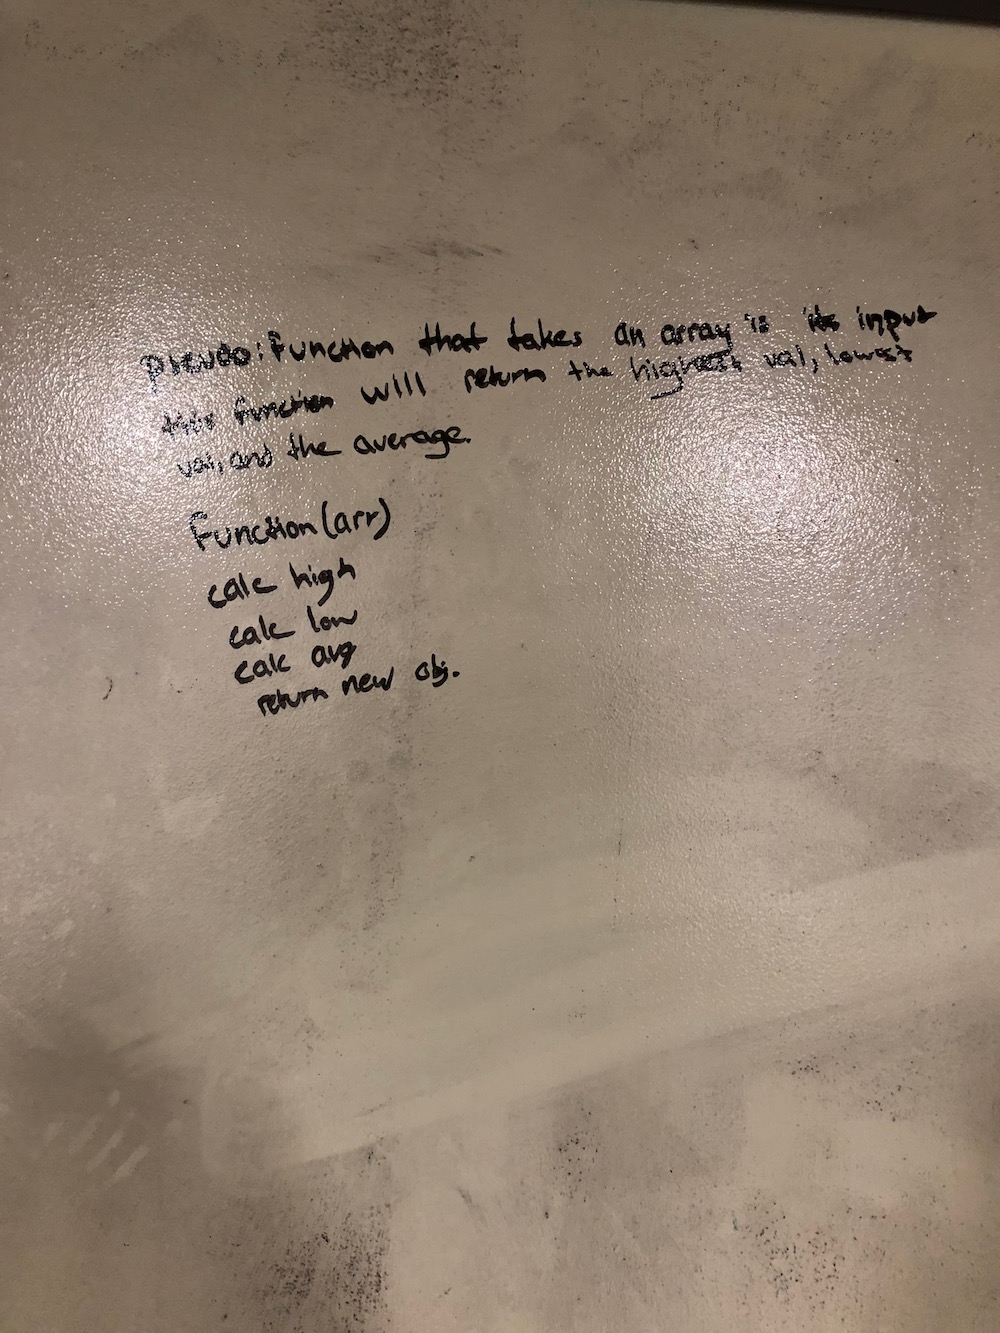 pseudo: Function that takes an array is its input
this function will return the highest val, lowest
val, and the average.
Function (arr)
calc high
calc low
calc avg
return new obj.